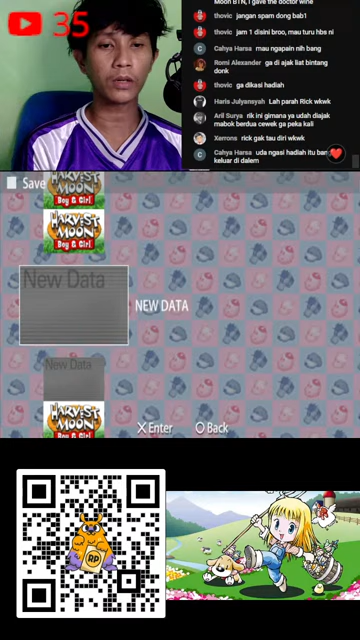 35
Moon BTN, I gave the doctor wine
thovic jangan spam dong bab1
thovic jam 1 disini broo, mau turu hbs ni
Cahya Harsa mau ngapain nih bang
Romi Alexander ga di ajak liat bintang
donk
thovic ga dikasi hadiah
Haris Julyansyah Lah parah Rick wkwk
Aril Surya rik ini gimana ya udah diajak
mabok berdua cewek ga peka kali
Xerrons rick gak tau diri wkwk
Cahya Harsa uda ngasi hadiah itu bang
keluar di dalem
Save
HARVEST
MOON
Boy & Girl
HARVEST
MOON
Boy & Girl
New Data
NEW DATA
New Data
HARVEST
MOON
Boy & Girl
X Enter
O Back
RP